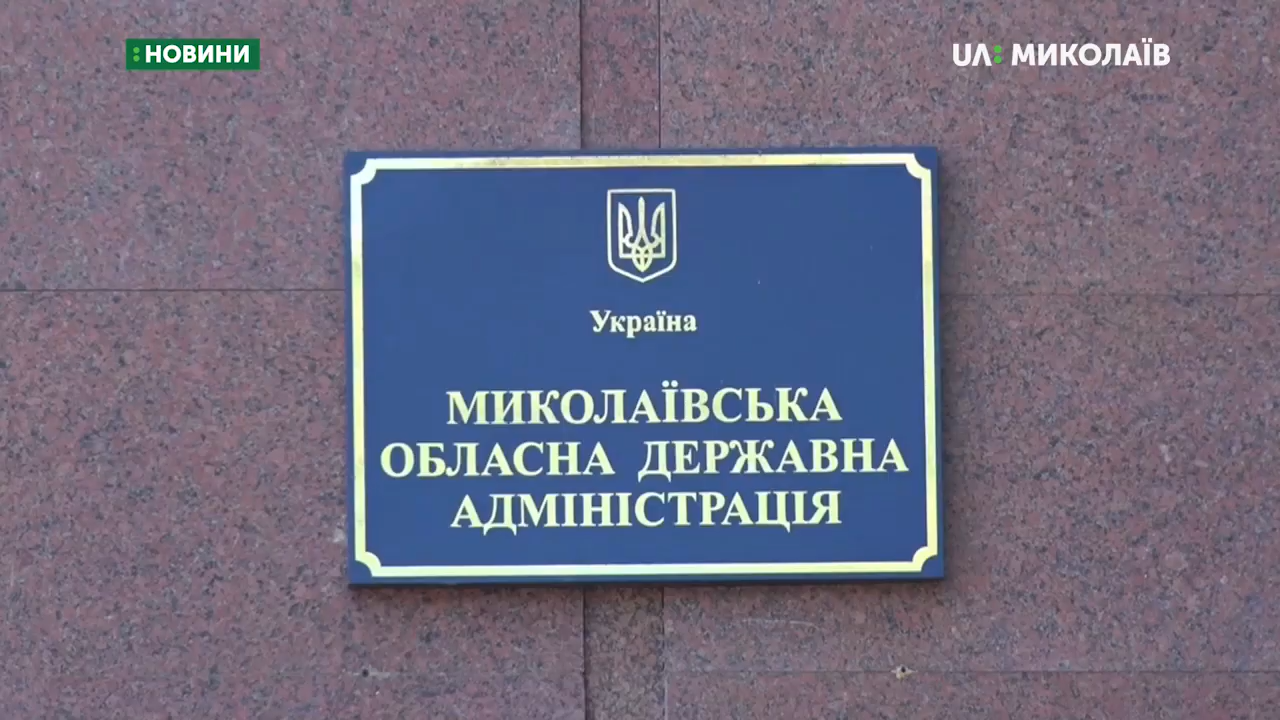 :НОВИНИ
UA: МИКОЛАЇВ
Україна
МИКОЛАЇВСЬКА
ОБЛАСНА ДЕРЖАВНА
АДМІНІСТРАЦІЯ